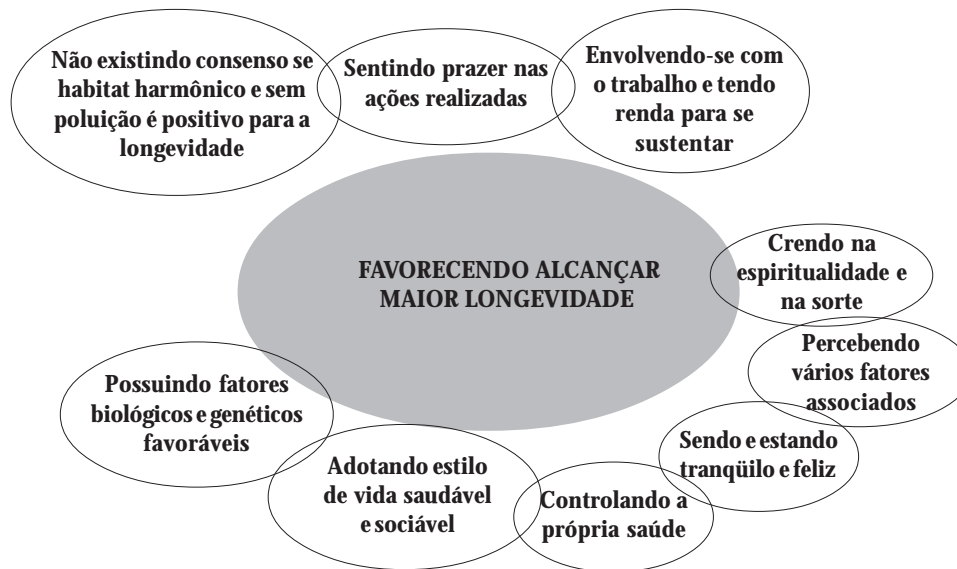 Não existindo consenso se
habitat harmônico e sem
poluição é positivo para a
longevidade
Sentindo prazer nas
ações realizadas
Envolvendo-se com
o trabalho e tendo
renda para se
sustentar
FAVORECENDO ALCANÇAR
MAIOR LONGEVIDADE
Crendo na
espiritualidade e
na sorte
Percebendo
vários fatores
associados
Sendo e estando
tranqüilo e feliz
Controlando a
própria saúde
Adotando estilo
de vida saudável
e sociável
Possuindo fatores
biológicos e genéticos
favoráveis